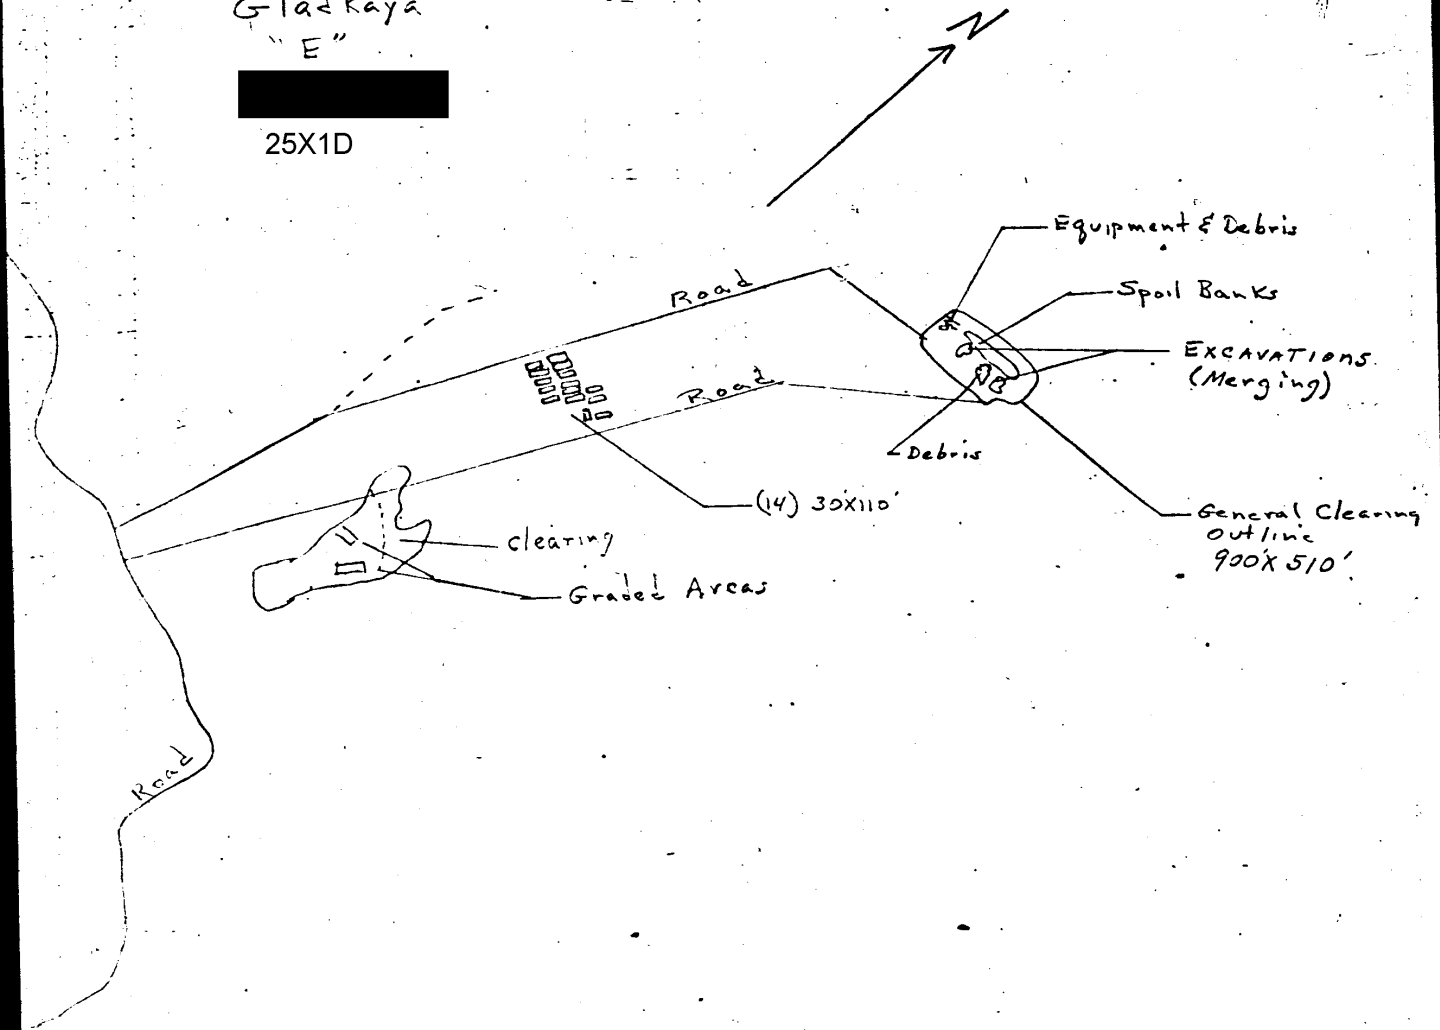 Gladkaya
"E"
25X1D
N
Equipment & Debris
Spoil Banks
Road
EXCAVATIONS
(Merging)
Road
Debris
(14) 30'X110'
General Clearing
Outline
900'X 510'
clearing
Graded Areas
Road